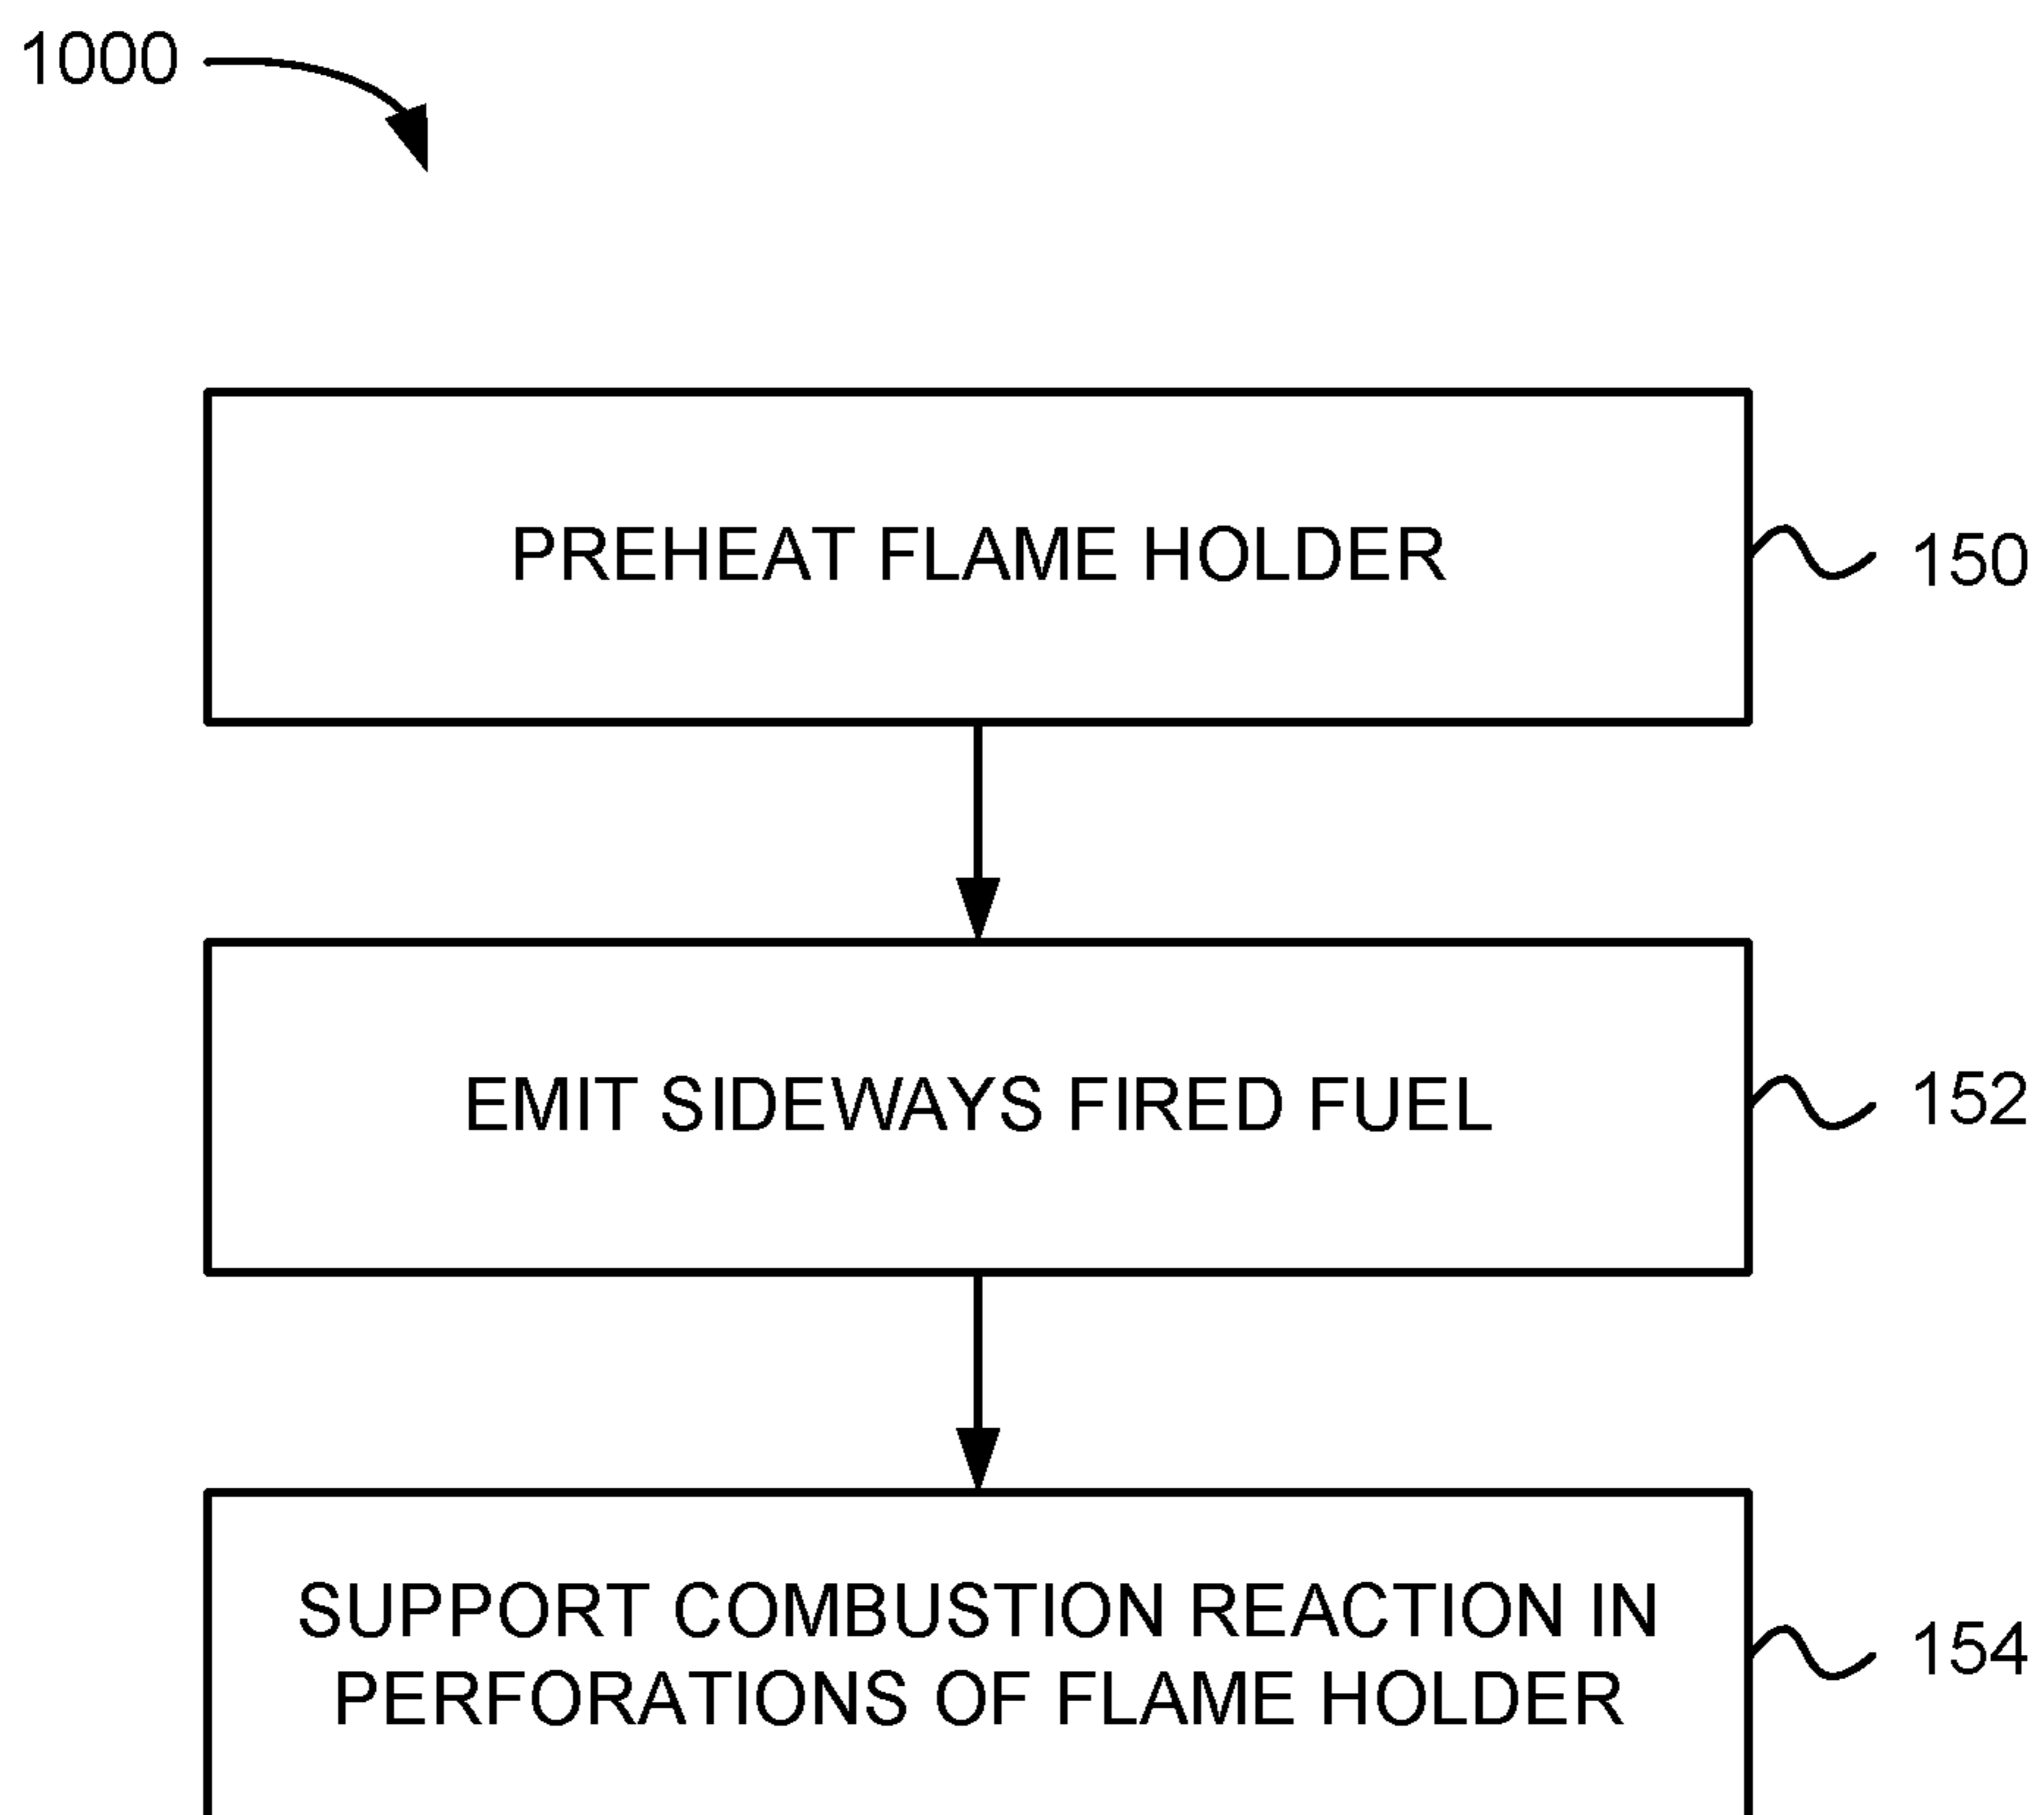 1000
PREHEAT FLAME HOLDER
150
EMIT SIDEWAYS FIRED FUEL
152
SUPPORT COMBUSTION REACTION IN
PERFORATIONS OF FLAME HOLDER
154